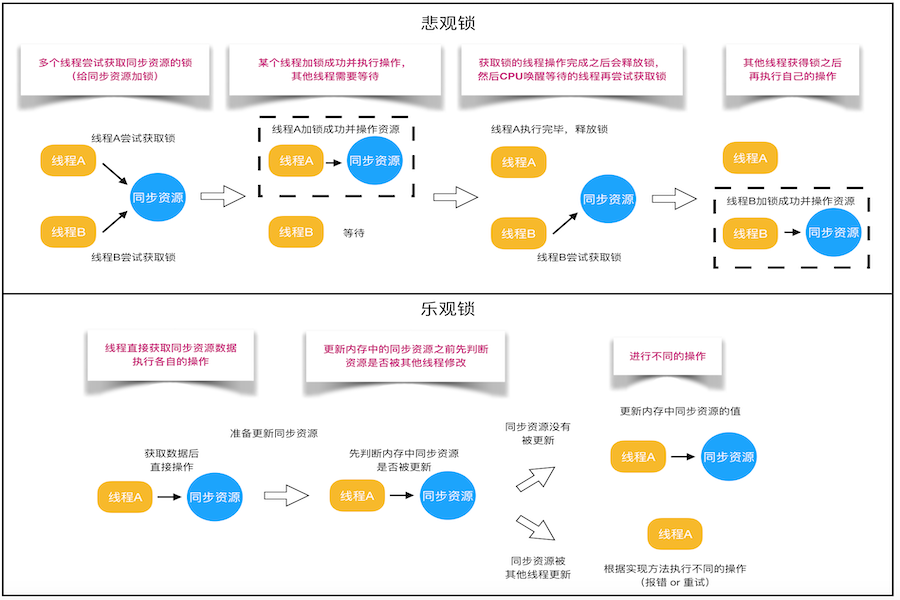 悲观锁
多个线程尝试获取同步资源的锁
（给同步资源加锁）
某个线程加锁成功并执行操作，
其他线程需要等待
获取锁的线程操作完成之后会释放锁，
然后CPU唤醒等待的线程再尝试获取锁
其他线程获得锁之后
再执行自己的操作
线程A尝试获取锁
线程A
同步资源
线程B
线程B尝试获取锁
线程A加锁成功并操作资源
线程A
同步资源
线程B
等待
线程A执行完毕，释放锁
线程A
同步资源
线程B
线程B尝试获取锁
线程A
线程B加锁成功并操作资源
线程B
同步资源
乐观锁
线程直接获取同步资源数据
执行各自的操作
更新内存中的同步资源之前先判断
资源是否被其他线程修改
进行不同的操作
获取数据后
直接操作
线程A
同步资源
准备更新同步资源
先判断内存中同步资源
是否被更新
线程A
同步资源
同步资源没有
被更新
更新内存中同步资源的值
线程A
同步资源
同步资源被
其他线程更新
线程A
根据实现方法执行不同的操作
（报错 or 重试）